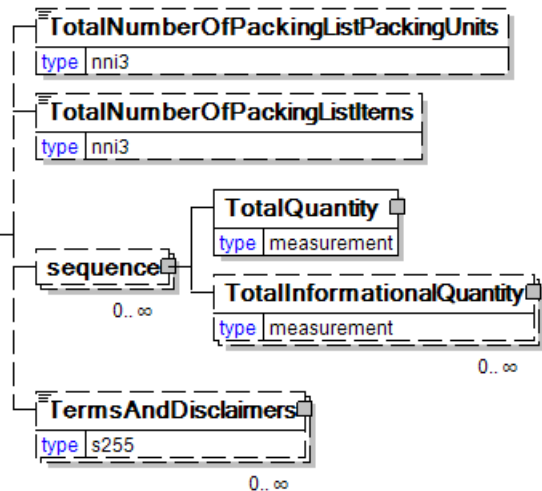 TotalNumberOfPackingListPackingUnits
type nni3
TotalNumberOfPackingListItems
type nni3
TotalQuantity
type measurement
sequence
0.. ∞
TotalInformationalQuantity
type measurement
0.. ∞
TermsAndDisclaimers
type s255
0.. ∞